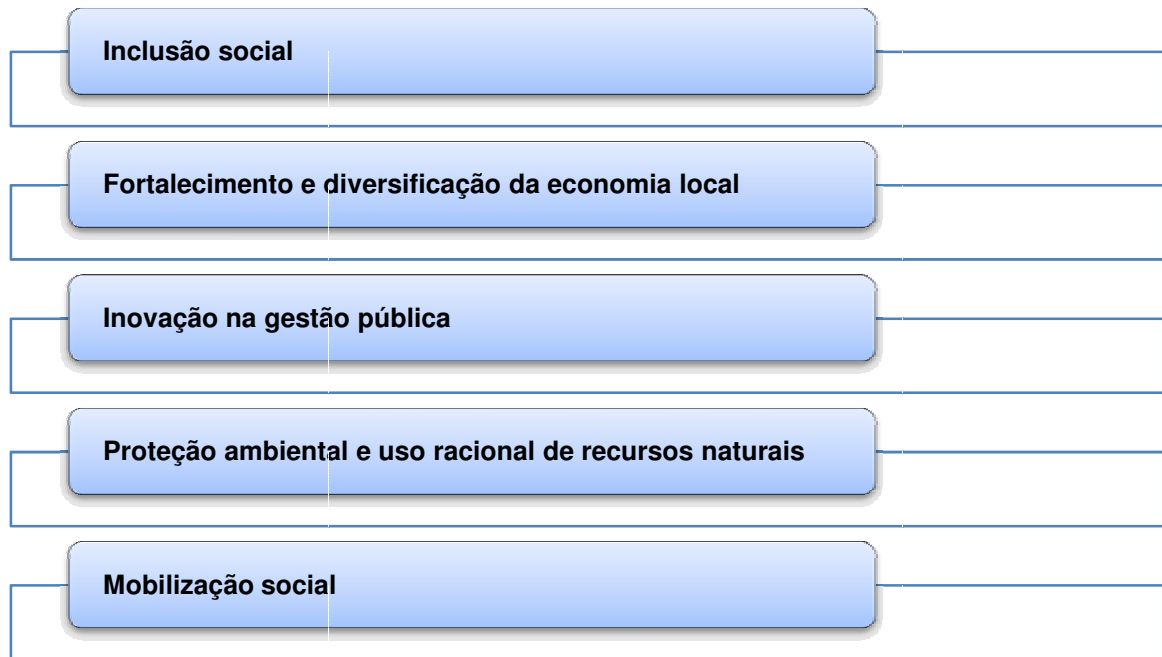 Inclusão social
Fortalecimento e diversificação da economia local
Inovação na gestão pública
Proteção ambiental e uso racional de recursos naturais
Mobilização social